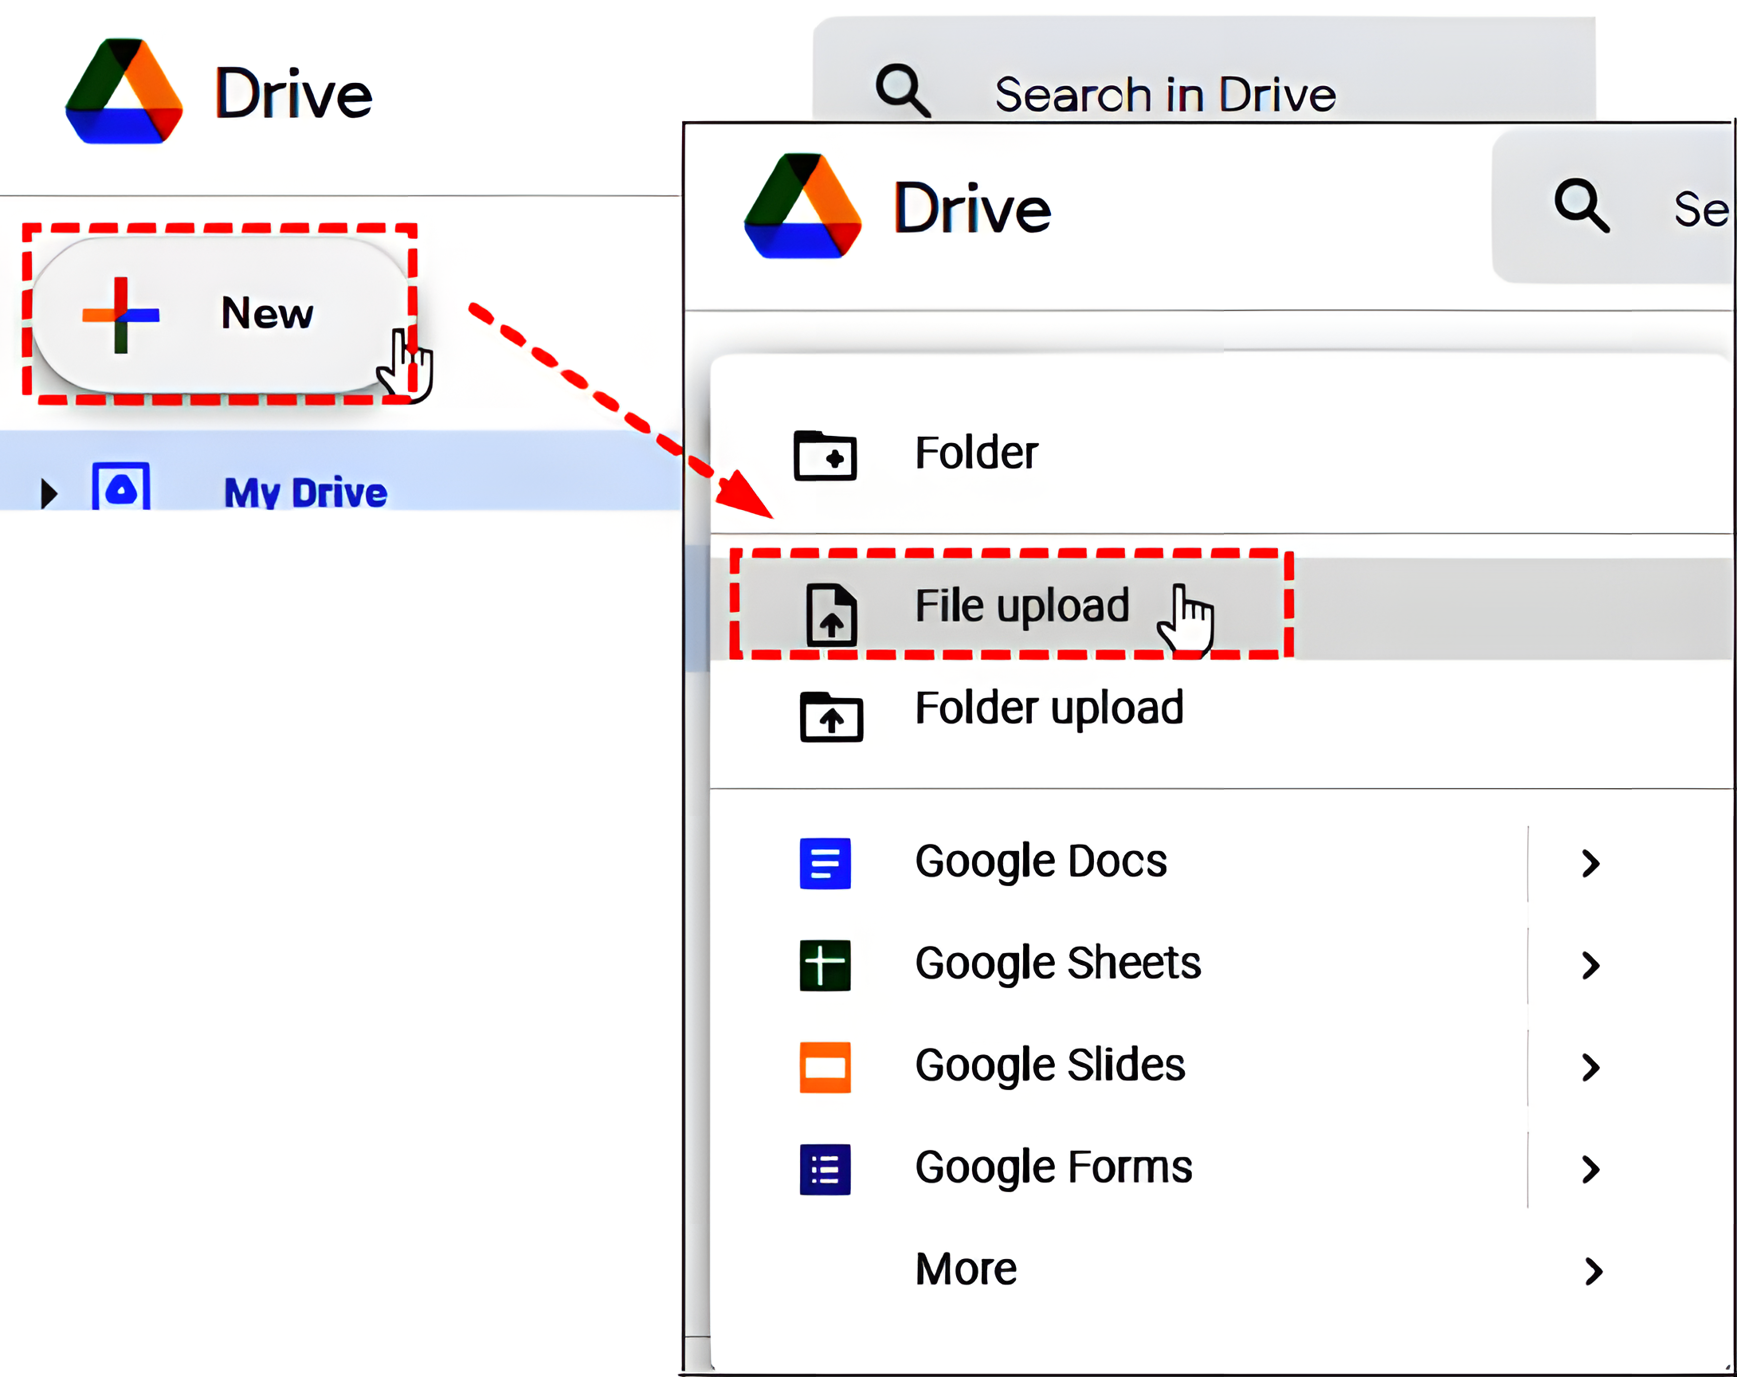 Drive
Search in Drive
New
My Drive
Drive
Se
Folder
File upload
Folder upload
Google Docs
Google Sheets
Google Slides
Google Forms
More